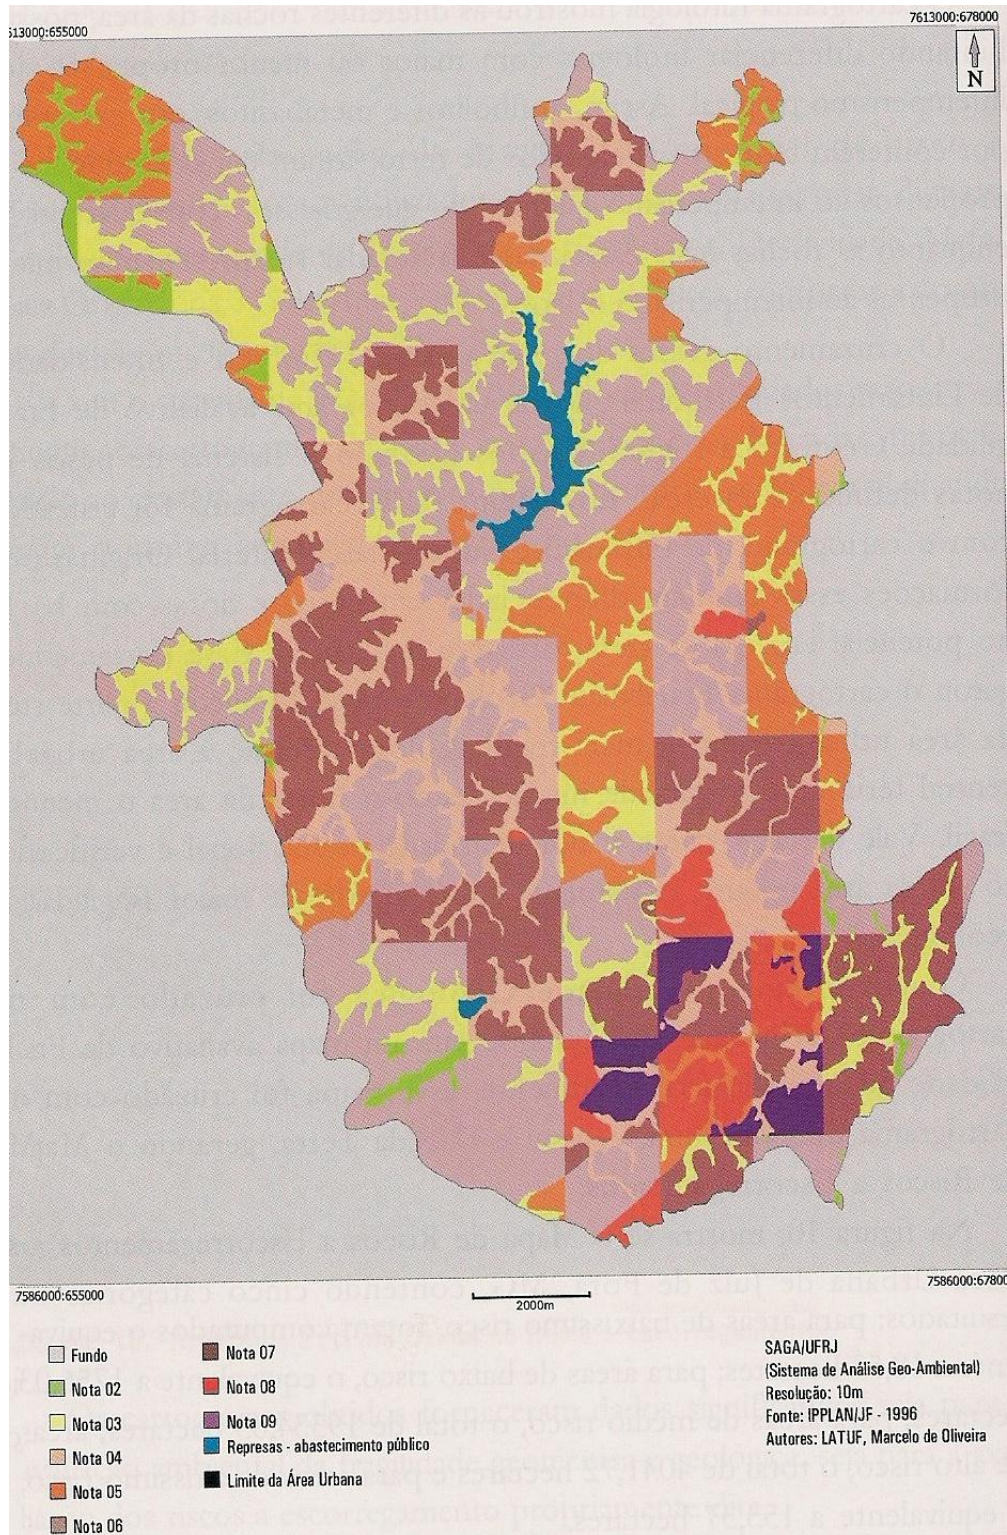 513000:655000
7613000:678000
N
7586000:655000
7586000:6780
2000m
Fundo
Nota 02
Nota 03
Nota 04
Nota 05
Nota 06
Nota 07
Nota 08
Nota 09
Represas - abastecimento público
Limite da Área Urbana
SAGA/UFRJ
(Sistema de Análise Geo-Ambiental)
Resolução: 10m
Fonte: IPPLAN/JF - 1996
Autores: LATUF, Marcelo de Oliveira